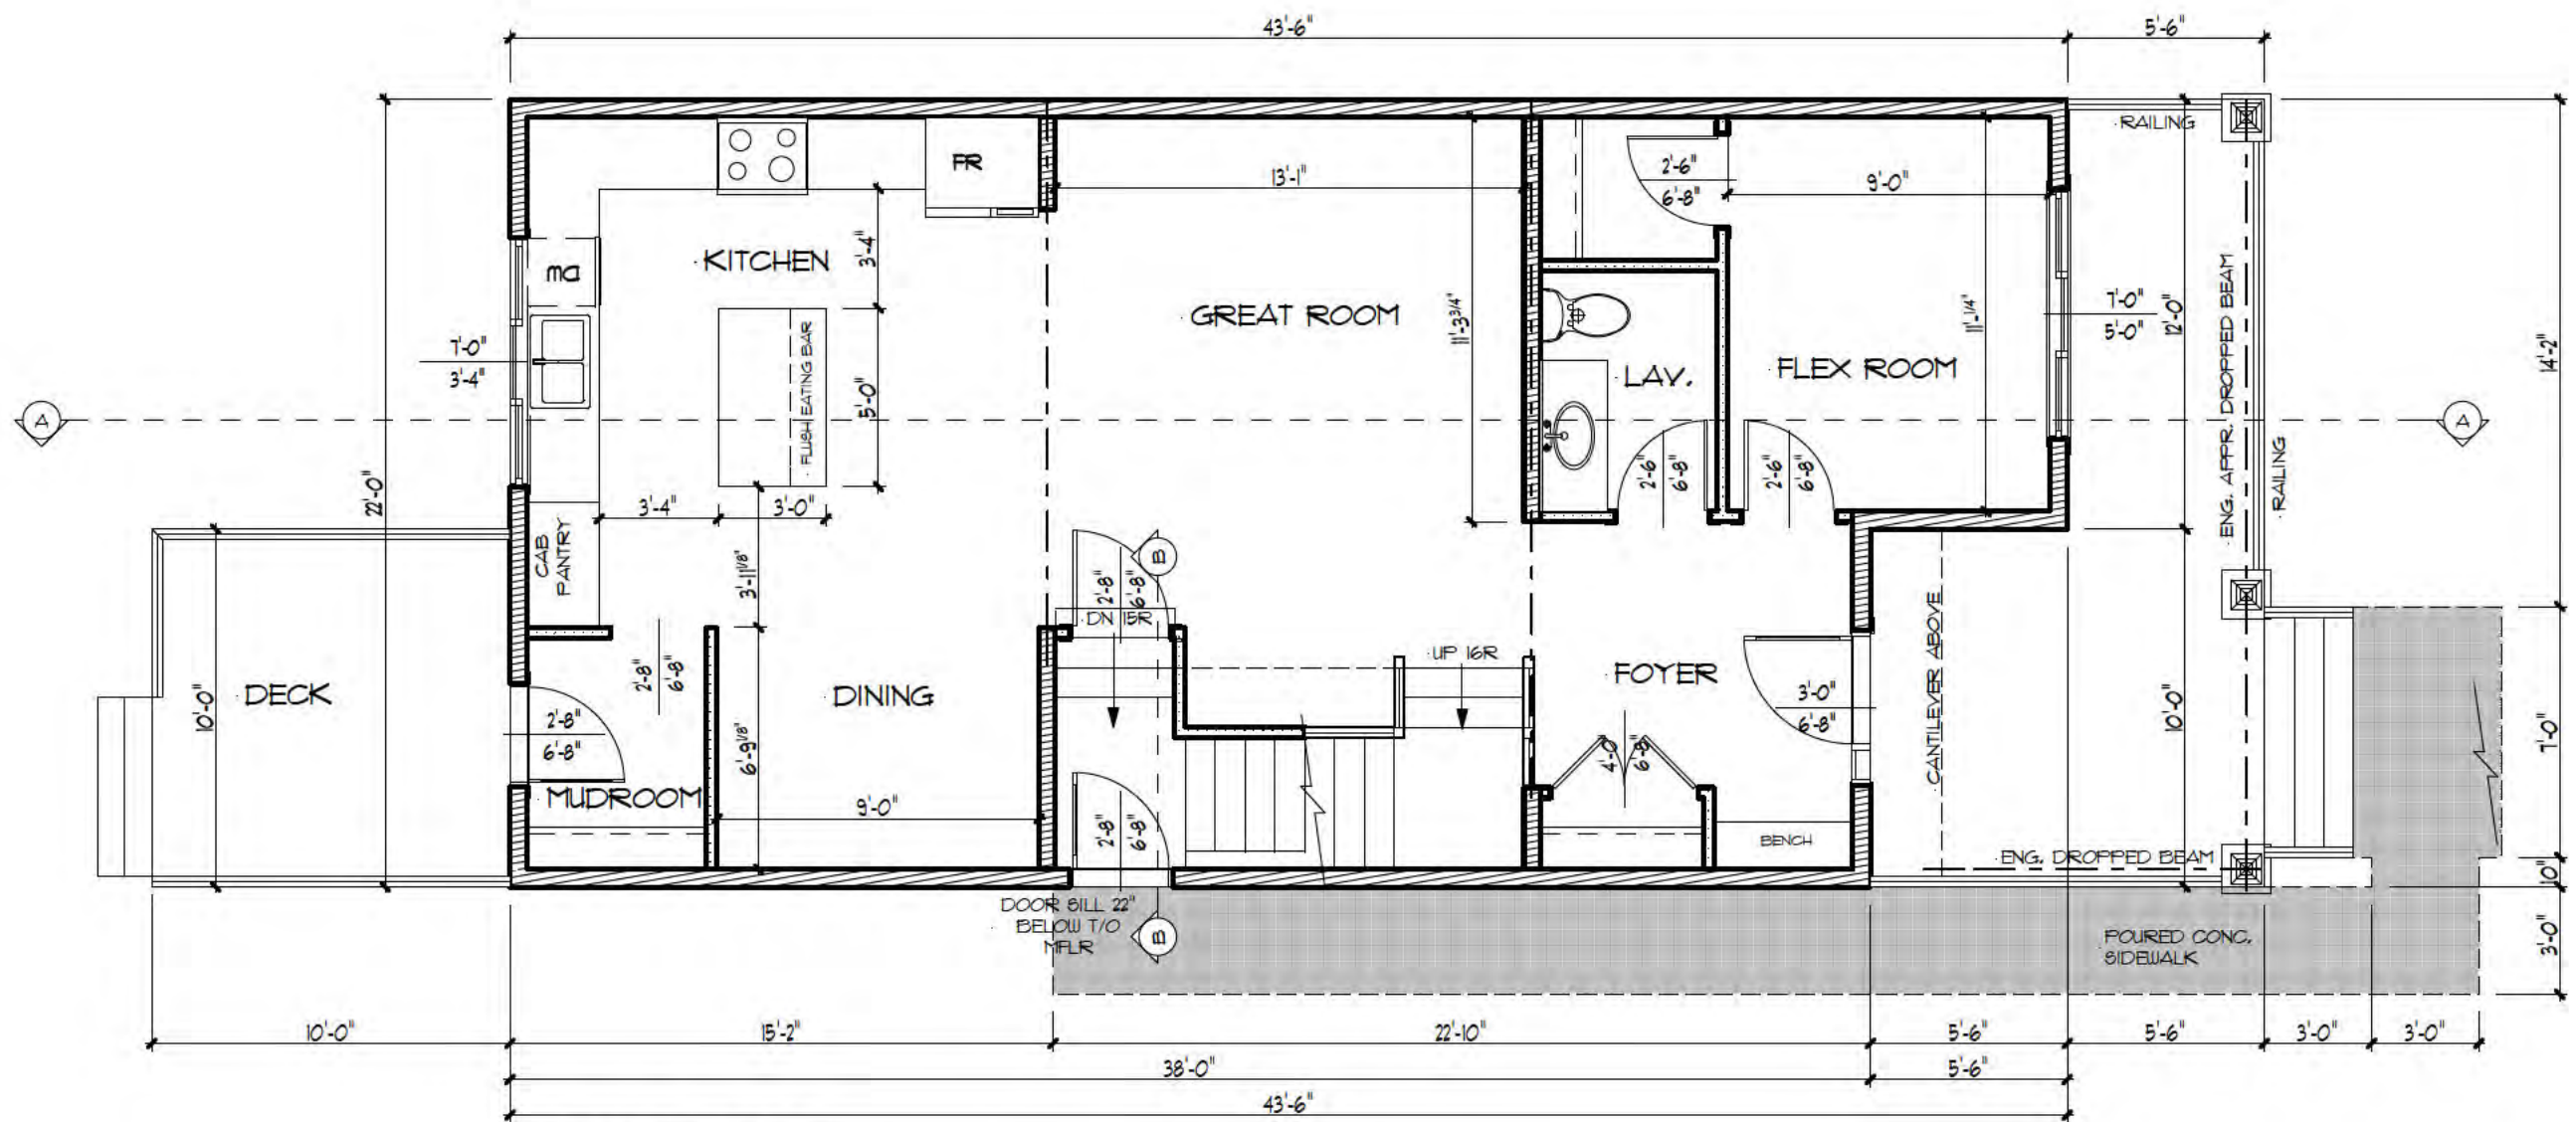 43'-6"
5'-6"
RAILING
FR
13'-1"
2'-6"
6'-8"
9'-0"
KITCHEN
3'-4"
ma
GREAT ROOM
11'-3 3/4"
11'-1/4"
7'-0"
5'-0"
12'-0"
ENG. APPR. DROPPED BEAM
14'-2"
7'-0"
3'-4"
FLUSH EATING BAR
5'-0"
LAV.
FLEX ROOM
A
A
22'-0"
2'-6"
6'-8"
2'-6"
6'-8"
RAILING
3'-4"
3'-0"
CAB
PANTRY
3'-11 1/8"
2'-8"
6'-8"
B
DN 15R
CANTILEVER ABOVE
UP 16R
FOYER
DECK
10'-0"
2'-8"
6'-8"
DINING
3'-0"
6'-8"
10'-0"
7'-0"
2'-8"
6'-8"
6'-9 1/8"
4'-0"
6'-8"
MUDROOM
9'-0"
2'-8"
6'-8"
BENCH
ENG. DROPPED BEAM
10"
DOOR SILL 22"
BELOW T/O
MFLR
B
POURED CONC.
SIDEWALK
3'-0"
10'-0"
15'-2"
22'-10"
5'-6"
5'-6"
3'-0"
3'-0"
38'-0"
5'-6"
43'-6"